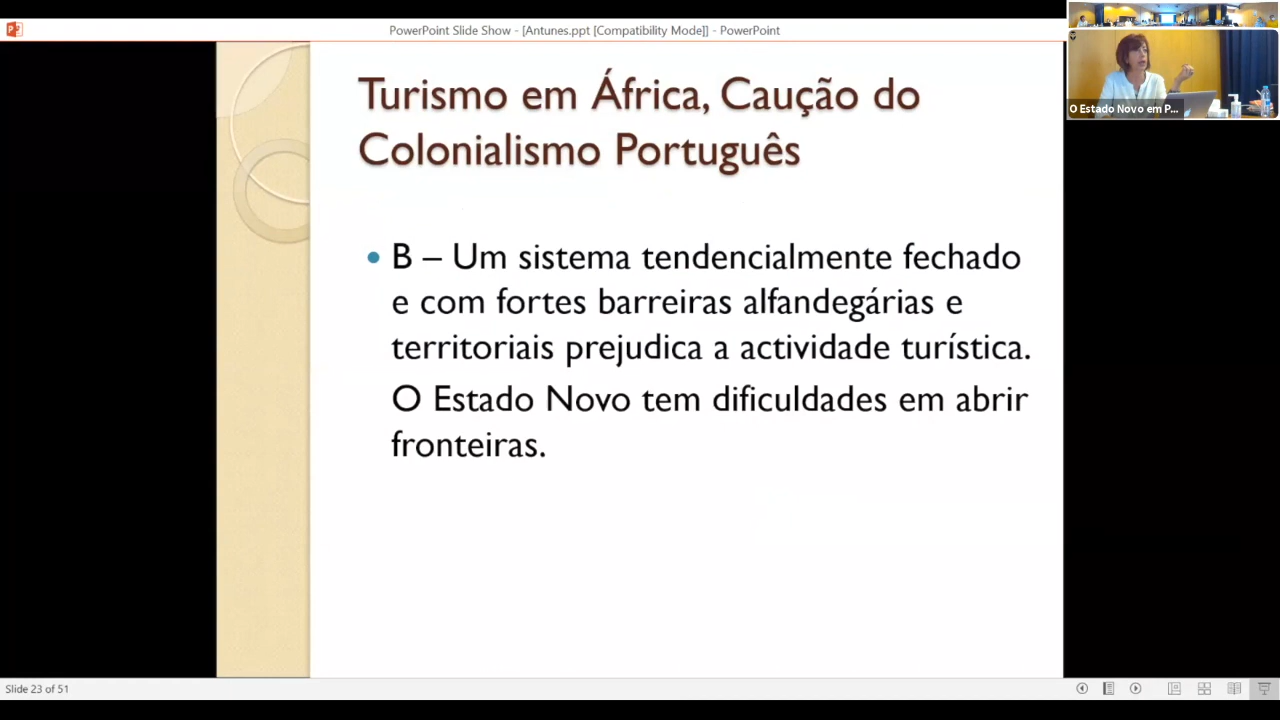 PowerPoint Slide Show - [Antunes.ppt [Compatibility Mode]] - PowerPoint
O Estado Novo em P...
Turismo em África, Caução do
Colonialismo Português
• B – Um sistema tendencialmente fechado
e com fortes barreiras alfandegárias e
territoriais prejudica a actividade turística.
O Estado Novo tem dificuldades em abrir
fronteiras.
Slide 23 of 51